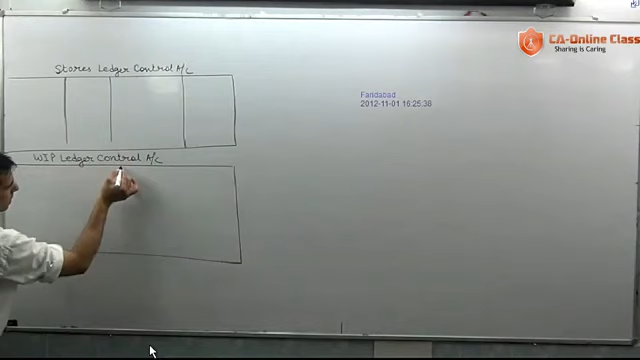 CA-Online Class
Sharing is Caring
Stores Ledger Control A/c
Faridabad
2012-11-01 16:25:38
WIP Ledger Control A/c